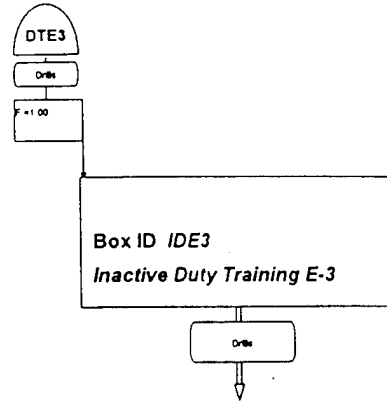 DTE3
Drills
F =1.00
Box ID IDE3
Inactive Duty Training E-3
Drills